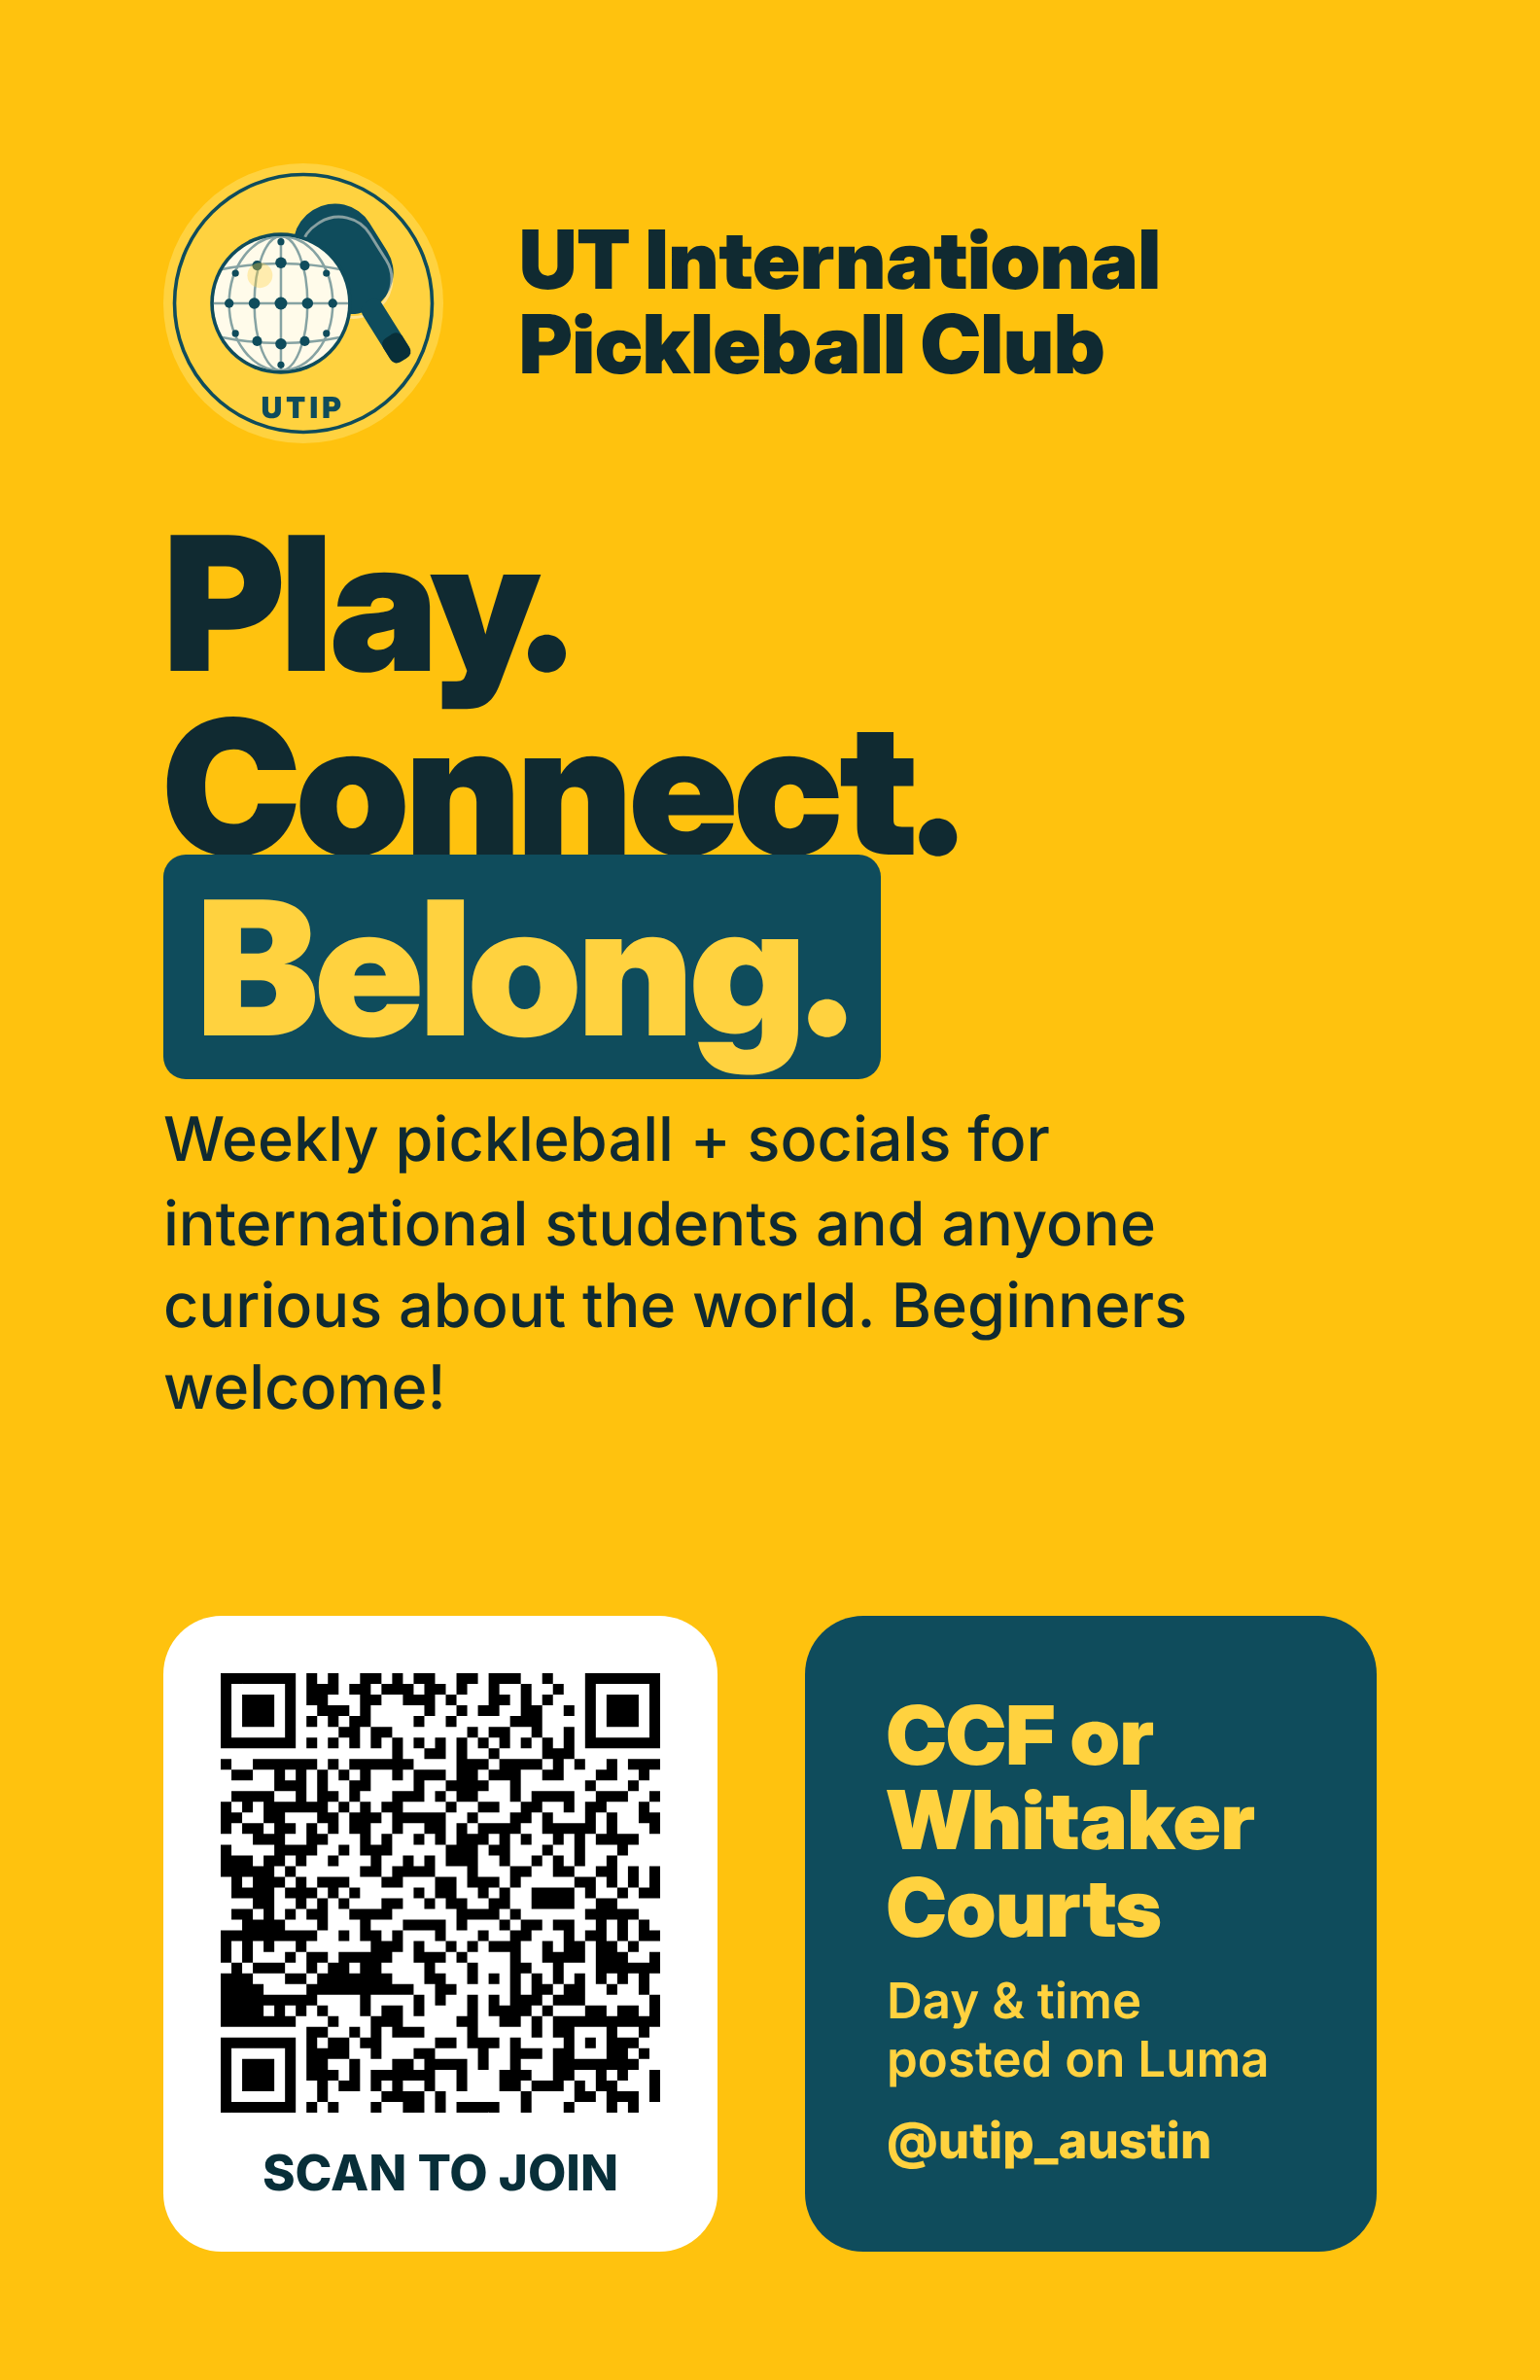 UTIP
UT International
Pickleball Club
Play.
Connect.
Belong.
Weekly pickleball + socials for
international students and anyone
curious about the world. Beginners
welcome!
SCAN TO JOIN
CCF or
Whitaker
Courts
Day & time
posted on Luma
@utip_austin